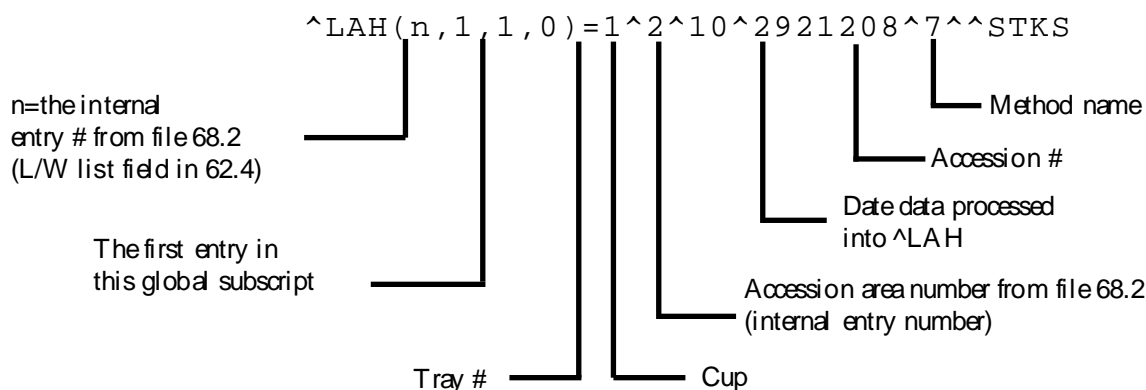 ^LAH(n,1,1,0)=1^2^10^2921208^7^^STKS
n=the internal
entry # from file 68.2
(L/W list field in 62.4)
Method name
Accession #
Date data processed
into ^LAH
The first entry in
this global subscript
Accession area number from file 68.2
(internal entry number)
Tray #
Cup